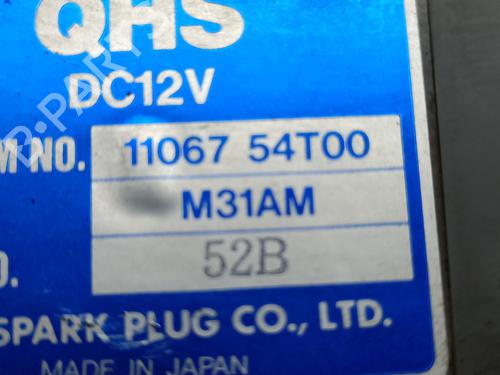 QHS
DC12V
M NO. 11067 54T00
M31AM
52B
SPARK PLUG CO., LTD.
MADE IN JAPAN